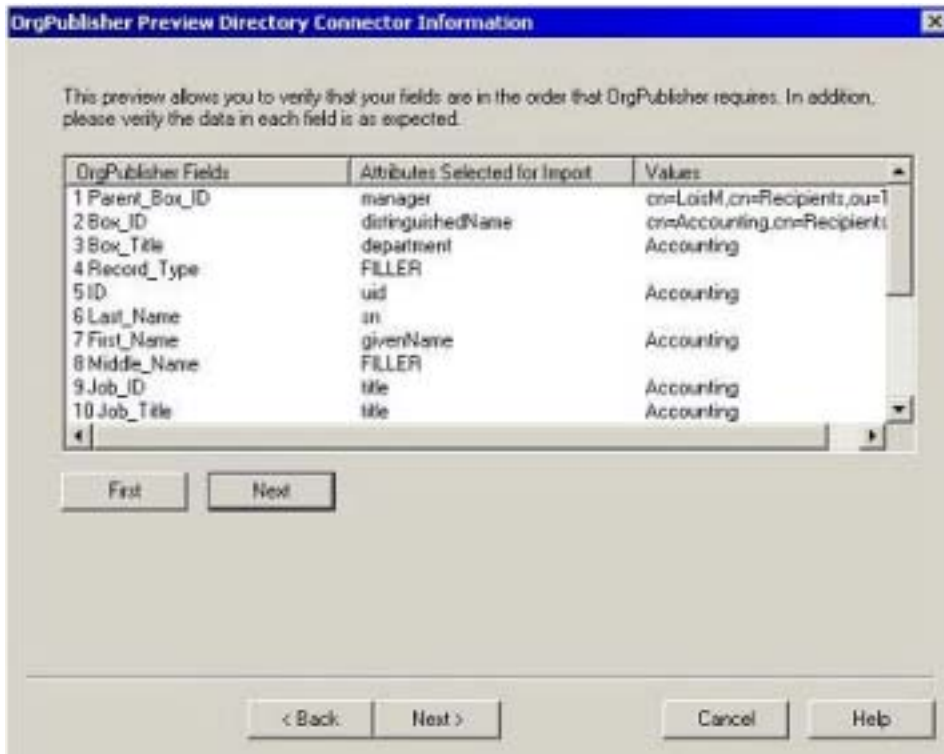 OrgPublisher Preview Directory Connector Information
This preview allows you to verify that your fields are in the order that OrgPublisher requires. In addition,
please verify the data in each field is as expected.
OrgPublisher Fields Attributes Selected for Import Values
1 Parent_Box_ID manager cn=LoisM,cn=Recipients,ou=1
2 Box_ID distinguishedName cn=Accounting,cn=Recipients
3 Box_Title department Accounting
4 Record_Type FILLER
5 ID uid Accounting
6 Last_Name sn
7 First_Name givenName Accounting
8 Middle_Name FILLER
9 Job_ID title Accounting
10 Job_Title title Accounting
First Next
< Back Next > Cancel Help